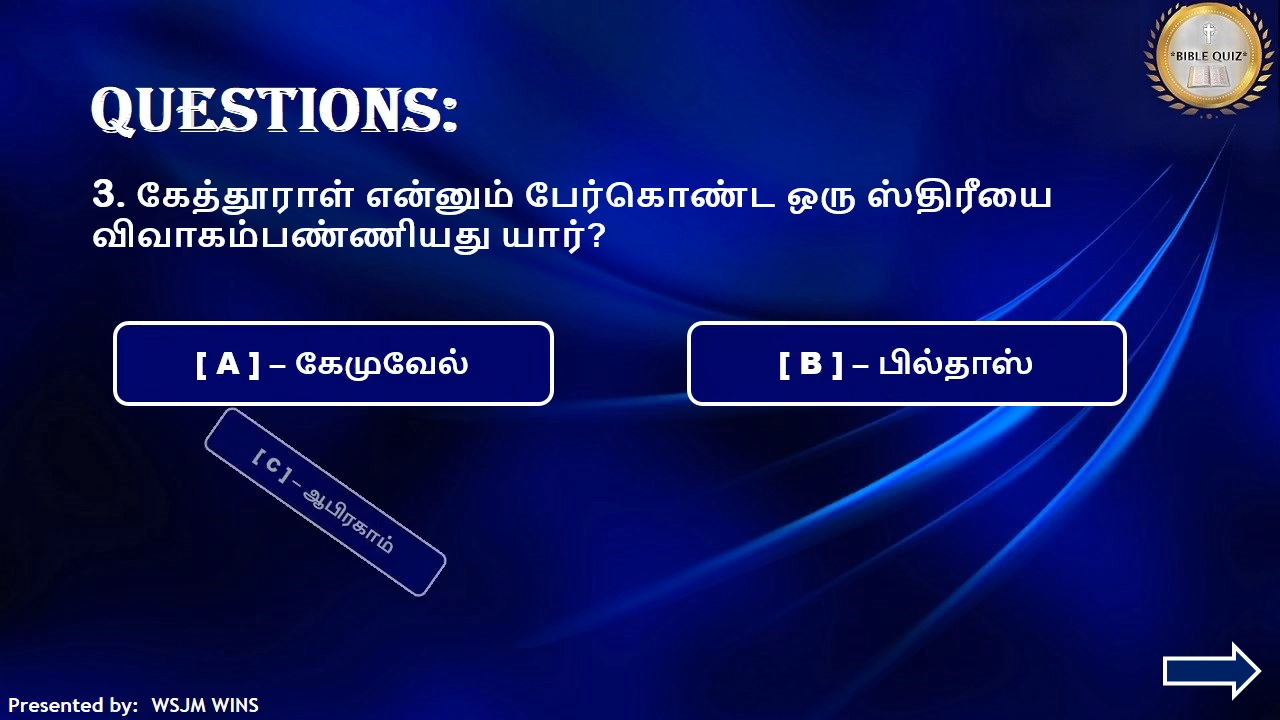 *BIBLE QUIZ*
QUESTIONS:
3. கேத்தூராள் என்னும் பேர்கொண்ட ஒரு ஸ்திரீயை
விவாகம்பண்ணியது யார்?
[ A ] – கேமுவேல்
[ B ] – பில்தாஸ்
[ C ] – ஆபிரகாம்
Presented by: WSJM WINS